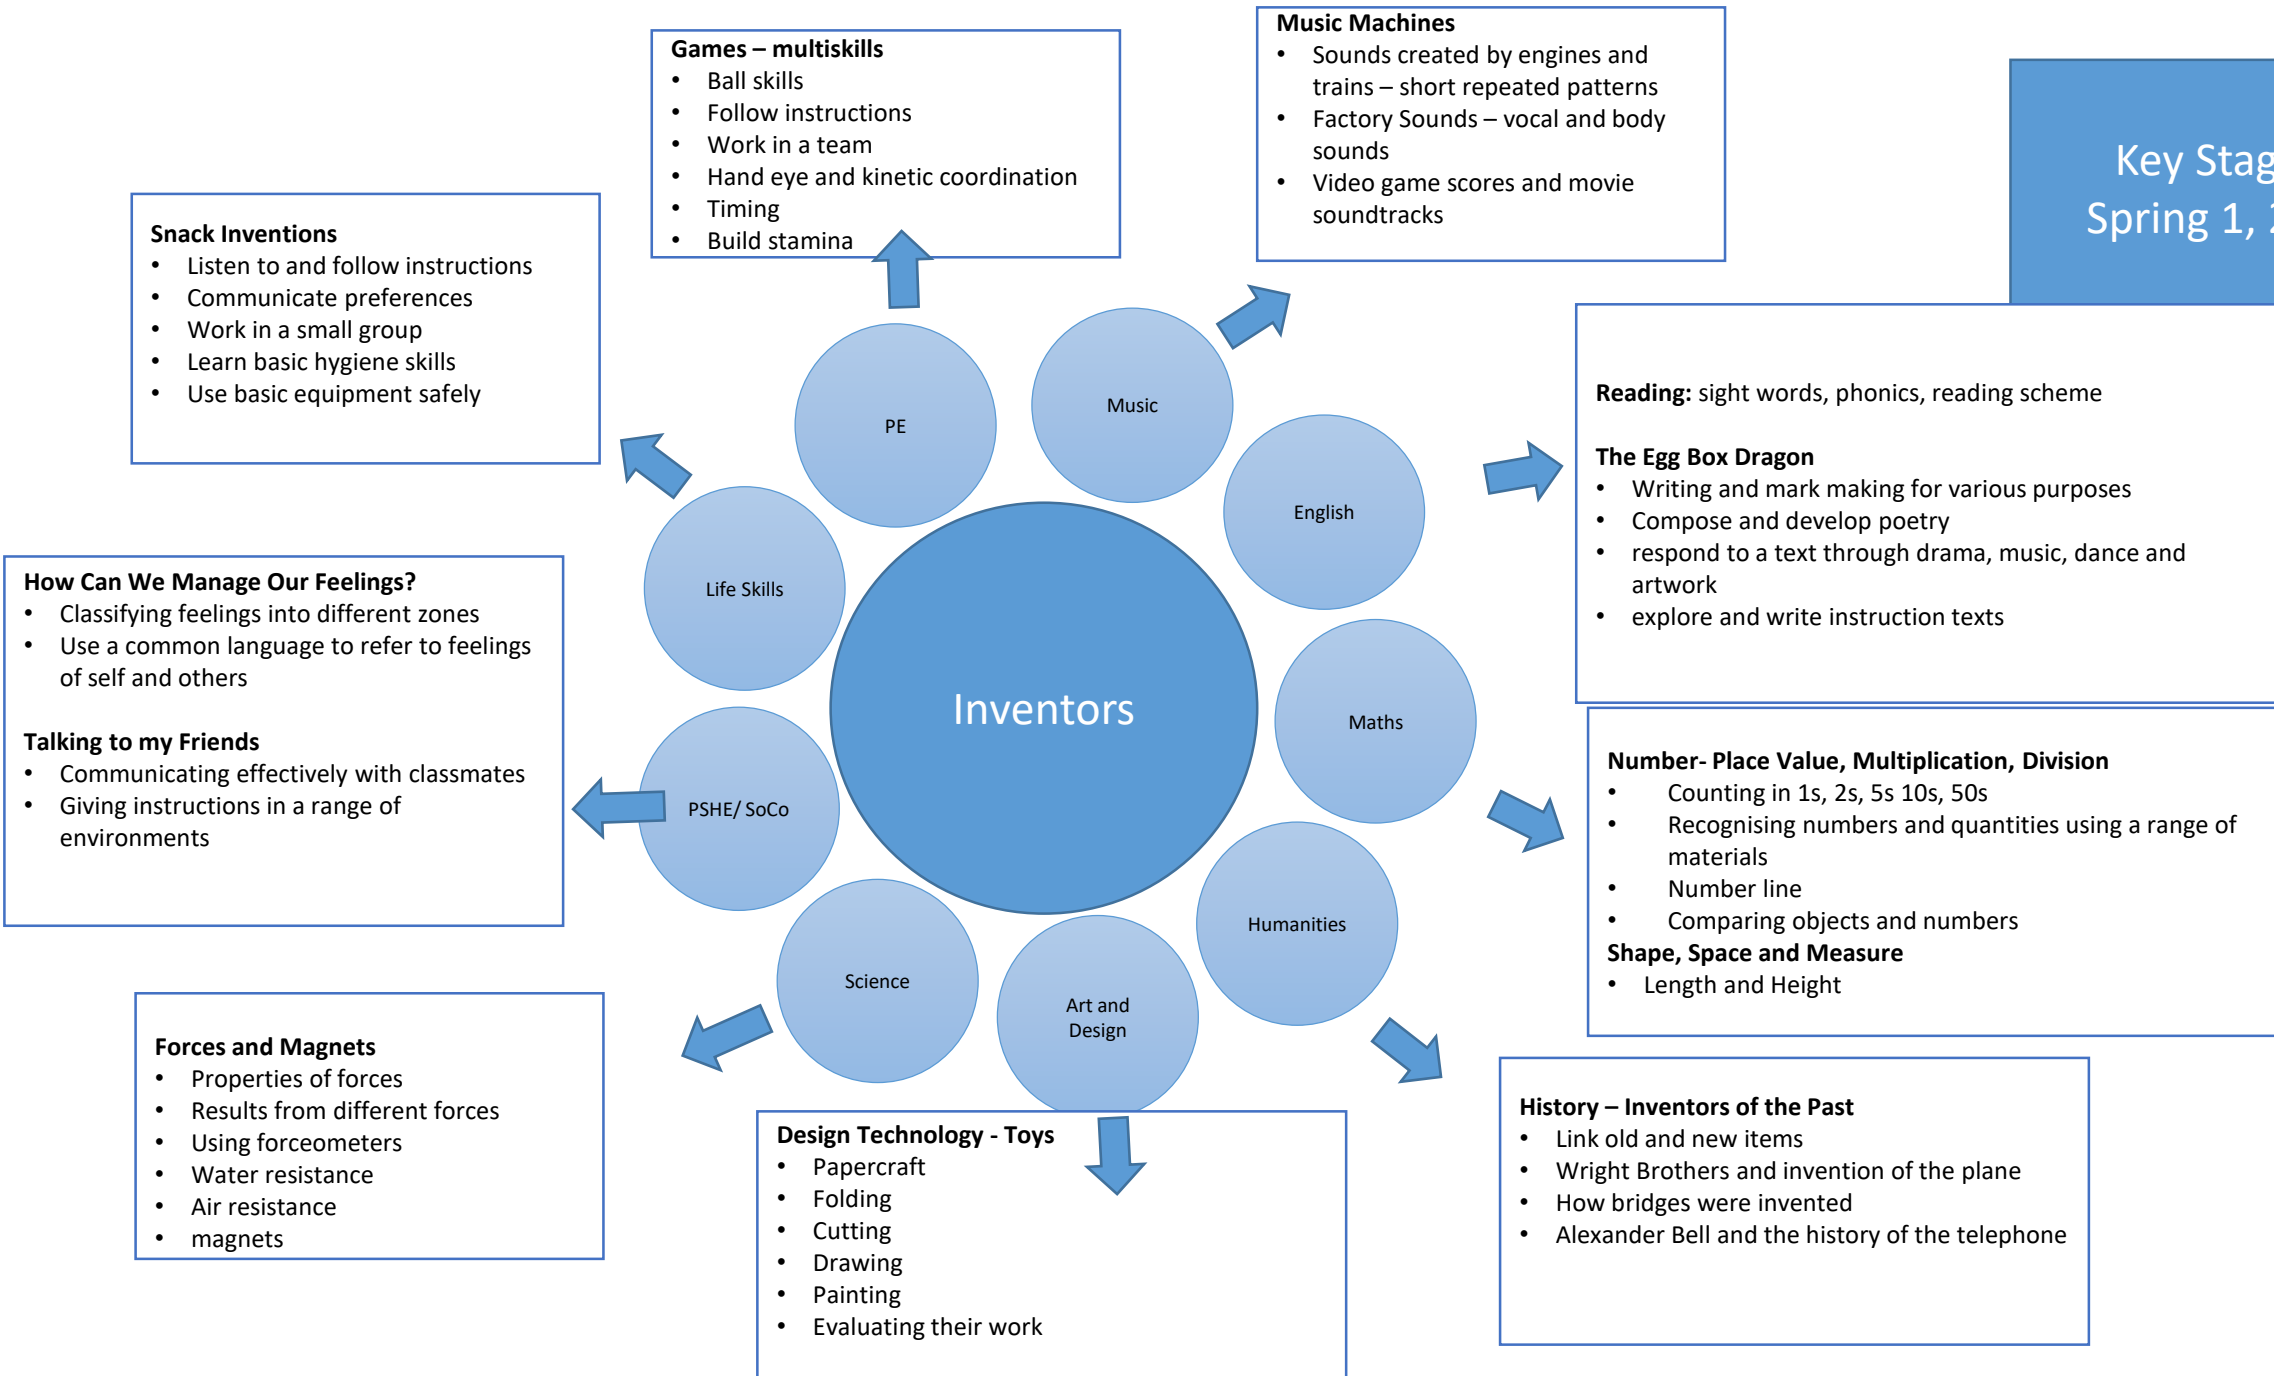 Games – multiskills
• Ball skills
• Follow instructions
• Work in a team
• Hand eye and kinetic coordination
• Timing
• Build stamina
Music Machines
• Sounds created by engines and
trains – short repeated patterns
• Factory Sounds – vocal and body
sounds
• Video game scores and movie
soundtracks
Key Stag
Spring 1,
Snack Inventions
• Listen to and follow instructions
• Communicate preferences
• Work in a small group
• Learn basic hygiene skills
• Use basic equipment safely
Reading: sight words, phonics, reading scheme
The Egg Box Dragon
• Writing and mark making for various purposes
• Compose and develop poetry
• respond to a text through drama, music, dance and
artwork
• explore and write instruction texts
How Can We Manage Our Feelings?
• Classifying feelings into different zones
• Use a common language to refer to feelings
of self and others
Talking to my Friends
• Communicating effectively with classmates
• Giving instructions in a range of
environments
PE
Music
English
Life Skills
Inventors
Maths
PSHE/ SoCo
Humanities
Science
Art and
Design
Number- Place Value, Multiplication, Division
• Counting in 1s, 2s, 5s 10s, 50s
• Recognising numbers and quantities using a range of
materials
• Number line
• Comparing objects and numbers
Shape, Space and Measure
• Length and Height
Forces and Magnets
• Properties of forces
• Results from different forces
• Using forceometers
• Water resistance
• Air resistance
• magnets
Design Technology - Toys
• Papercraft
• Folding
• Cutting
• Drawing
• Painting
• Evaluating their work
History – Inventors of the Past
• Link old and new items
• Wright Brothers and invention of the plane
• How bridges were invented
• Alexander Bell and the history of the telephone